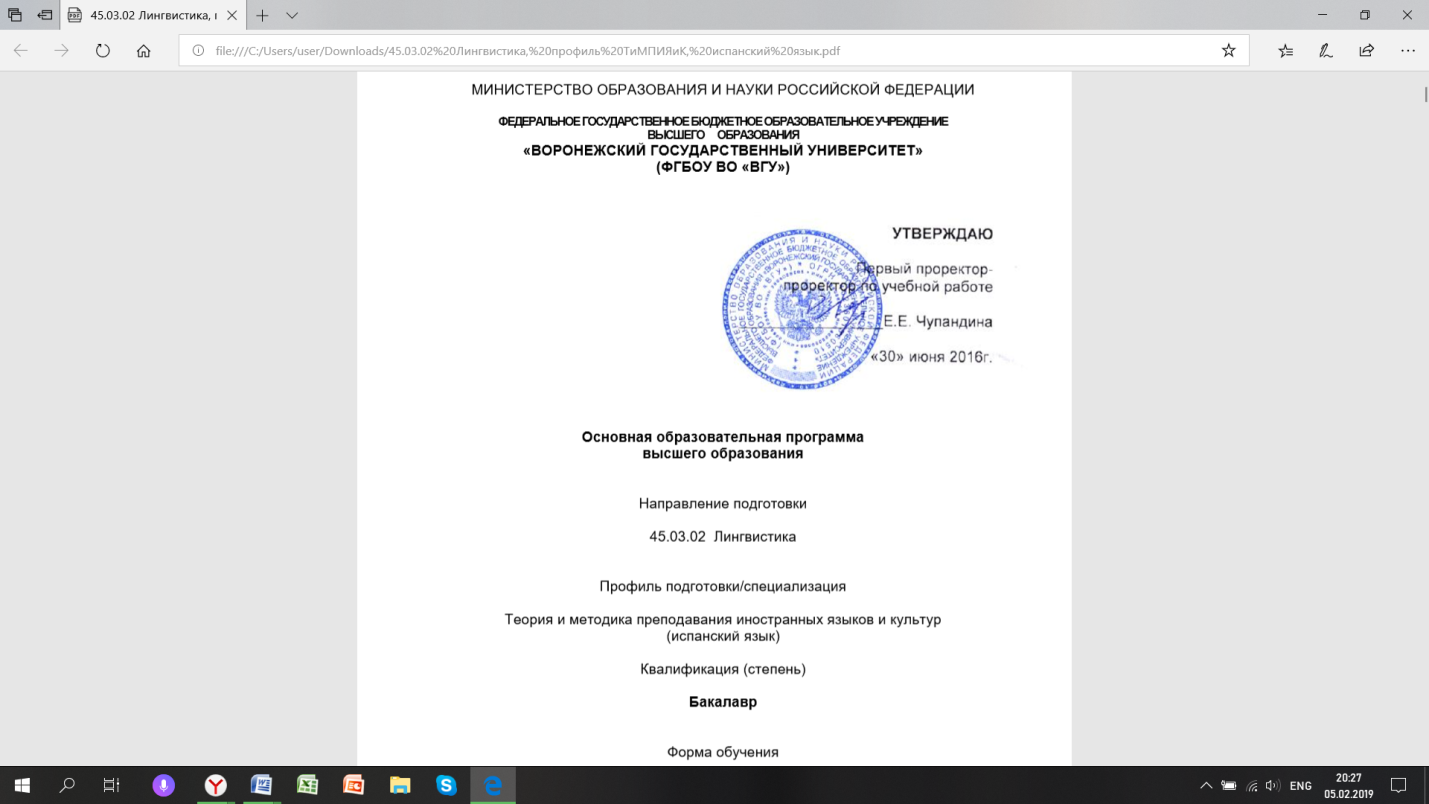 45.03.02 Лингвистика,
file:///C:/Users/user/Downloads/45.03.02%20Лингвистика,%20профиль%20ТиМПИЯиК,%20испанский%20язык.pdf
МИНИСТЕРСТВО ОБРАЗОВАНИЯ И НАУКИ РОССИЙСКОЙ ФЕДЕРАЦИИ
ФЕДЕРАЛЬНОЕ ГОСУДАРСТВЕННОЕ БЮДЖЕТНОЕ ОБРАЗОВАТЕЛЬНОЕ УЧРЕЖДЕНИЕ
ВЫСШЕГО ОБРАЗОВАНИЯ
«ВОРОНЕЖСКИЙ ГОСУДАРСТВЕННЫЙ УНИВЕРСИТЕТ»
(ФГБОУ ВО «ВГУ»)
УТВЕРЖДАЮ
Первый проректор-
проректор по учебной работе
Е.Е. Чупандина
«30» июня 2016г.
Основная образовательная программа
высшего образования
Направление подготовки
45.03.02 Лингвистика
Профиль подготовки/специализация
Теория и методика преподавания иностранных языков и культур
(испанский язык)
Квалификация (степень)
Бакалавр
Форма обучения
ENG
20:27
05.02.2019